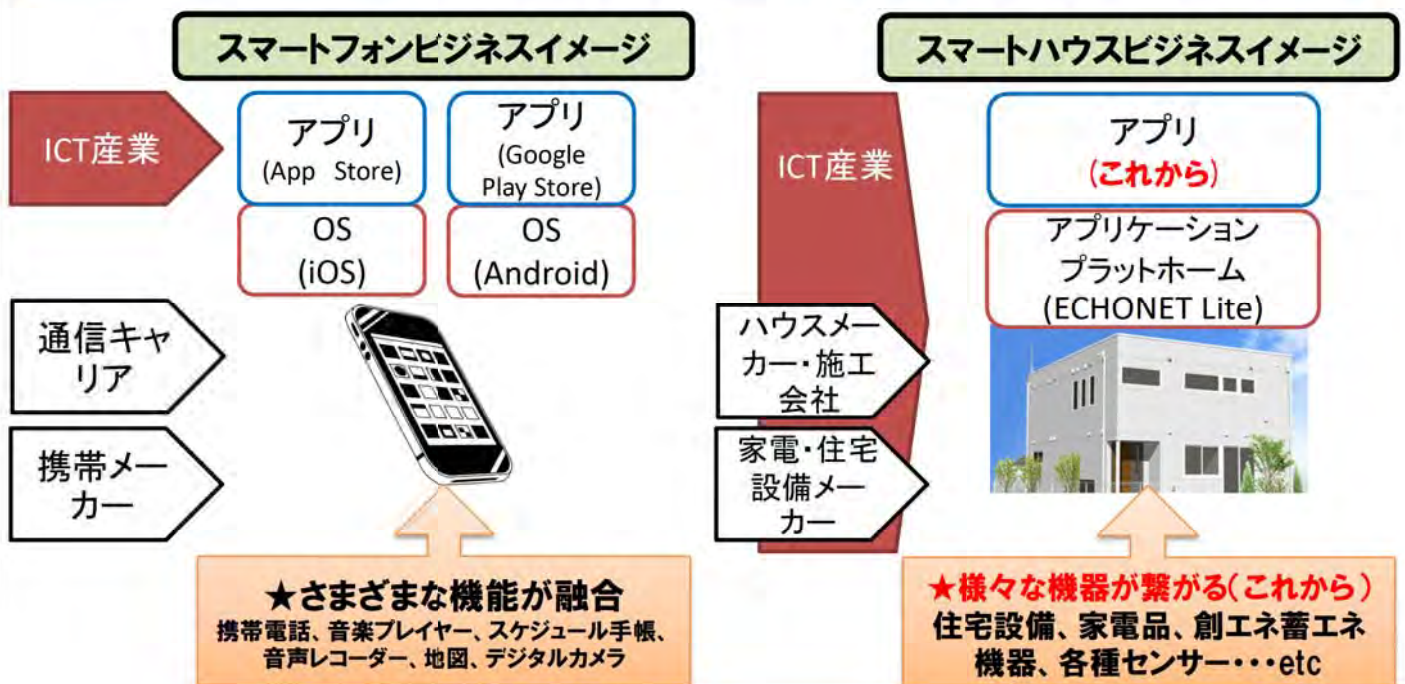 スマートフォンビジネスイメージ
ICT産業
アプリ
(App Store)
アプリ
(Google
Play Store)
OS
(iOS)
OS
(Android)
通信キャ
リア
携帯メー
カー
★さまざまな機能が融合
携帯電話、音楽プレイヤー、スケジュール手帳、
音声レコーダー、地図、デジタルカメラ
スマートハウスビジネスイメージ
ICT産業
アプリ
(これから)
アプリケーション
プラットホーム
(ECHONET Lite)
ハウスメー
カー・施工
会社
家電・住宅
設備メー
カー
★様々な機器が繋がる(これから)
住宅設備、家電品、創エネ蓄エネ
機器、各種センサー・・・etc